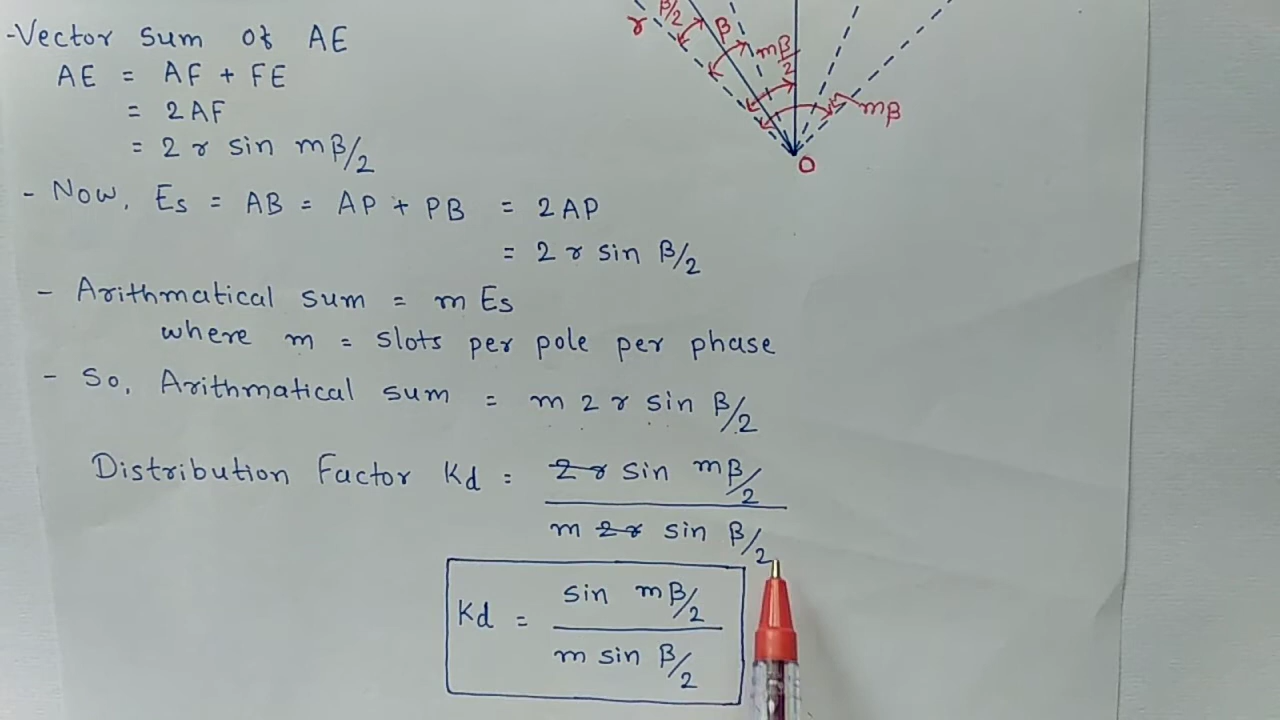 -Vector sum of AE
AE = AF + FE
= 2AF
= 2 r sin mβ/2
- Now, Es = AB = AP + PB = 2AP
= 2 r sin β/2
- Arithmatical sum = m Es
where m = slots per pole per phase
- So, Arithmatical sum = m 2 r sin β/2
Distribution Factor Kd = 2r sin mβ/2
m 2r sin β/2
Kd = sin mβ/2
m sin β/2
r
β/2
β
mβ/2
mβ
O